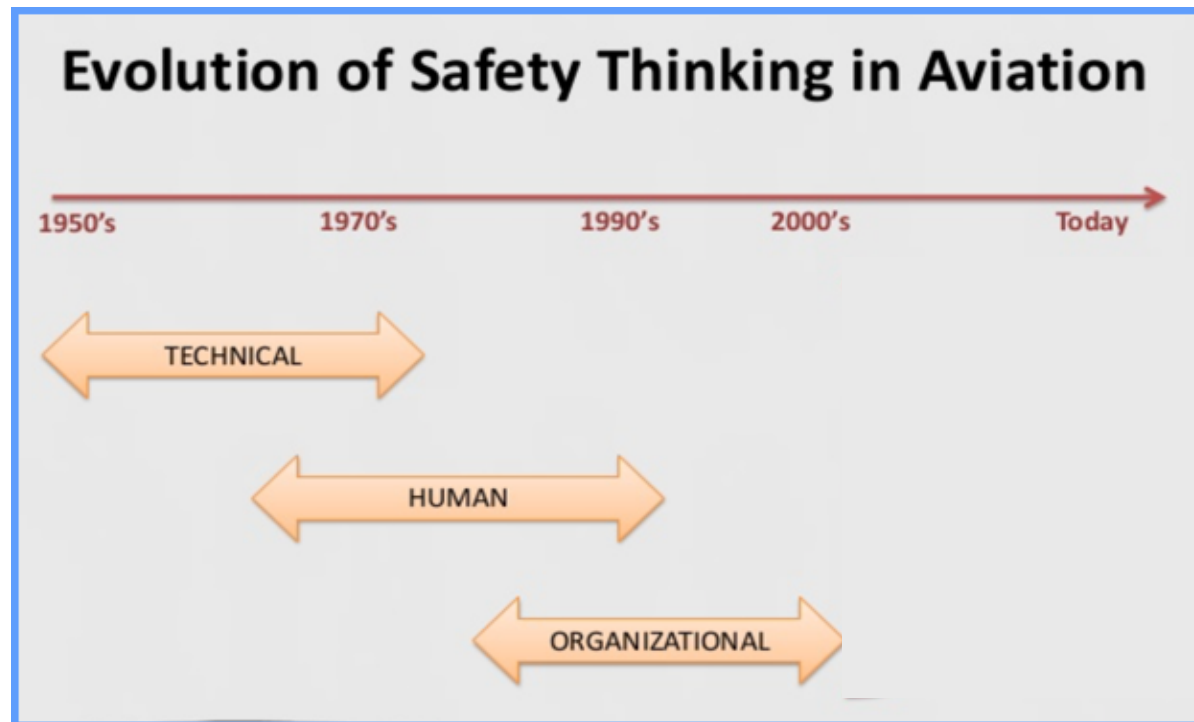 Evolution of Safety Thinking in Aviation
1950's 1970's 1990's 2000's Today
TECHNICAL
HUMAN
ORGANIZATIONAL